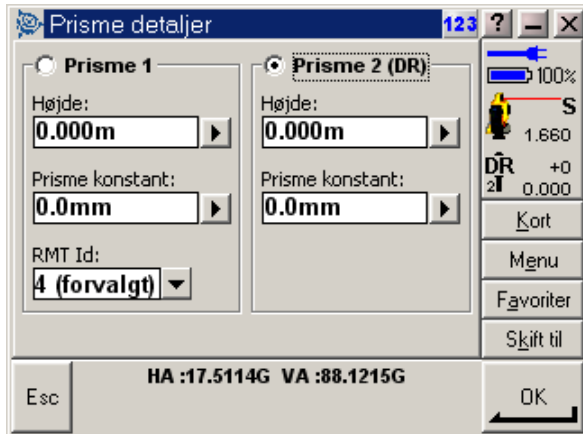 Prisme detaljer
123
?
Prisme 1
Prisme 2 (DR)
Højde:
Højde:
0.000m
0.000m
Prisme konstant:
Prisme konstant:
0.0mm
0.0mm
RMT Id:
4 (forvalgt)
100%
S
1.660
DR +0
2 0.000
Kort
Menu
Favoriter
Skift til
Esc
HA :17.5114G VA :88.1215G
OK